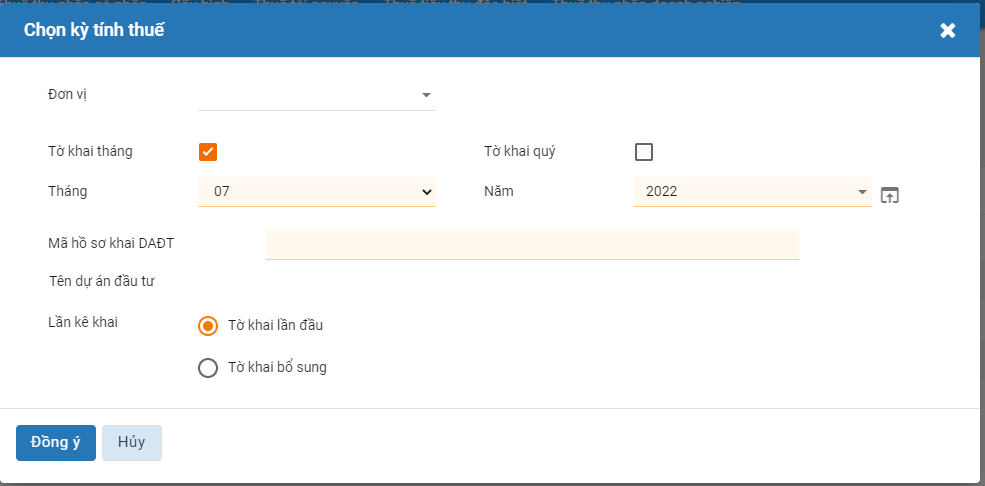 Chọn kỳ tính thuế
Đơn vị
Tờ khai tháng
Tờ khai quý
Tháng 07
Năm 2022
Mã hồ sơ khai DAĐT
Tên dự án đầu tư
Lần kê khai
Tờ khai lần đầu
Tờ khai bổ sung
Đồng ý
Hủy